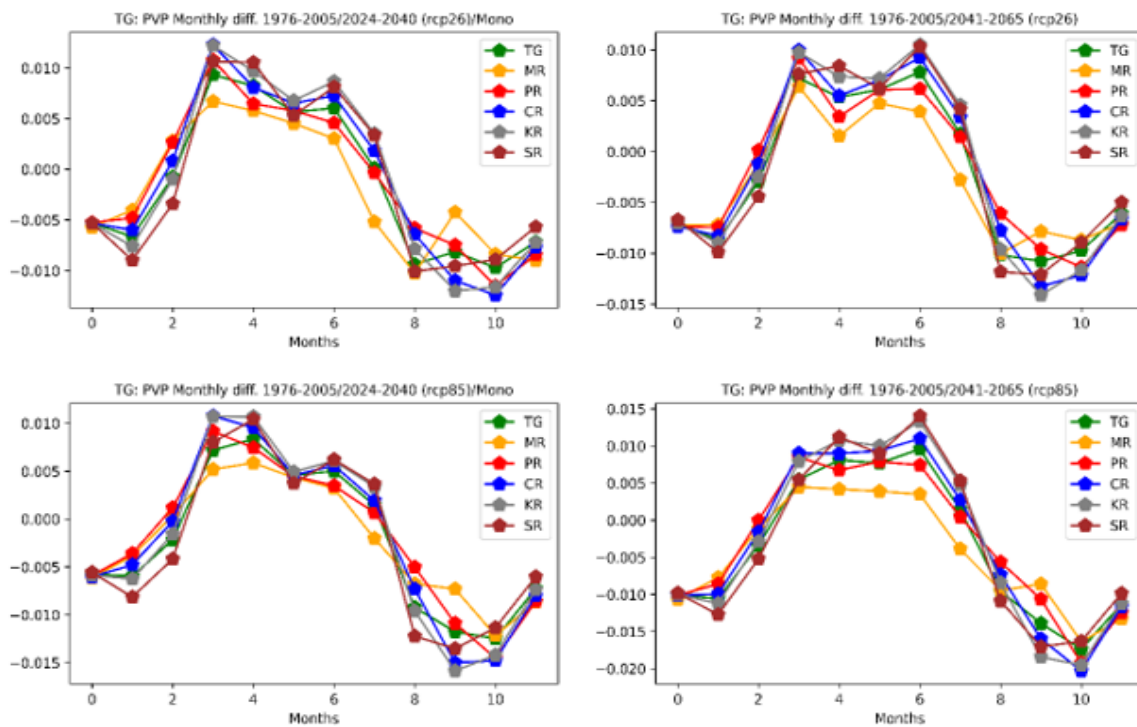 TG: PVP Monthly diff. 1976-2005/2024-2040 (rcp26)/Mono
0.010
0.005
0.000
−0.005
−0.010
TG
MR
PR
CR
KR
SR
0 2 4 6 8 10
Months
TG: PVP Monthly diff. 1976-2005/2041-2065 (rcp26)
0.010
0.005
0.000
−0.005
−0.010
−0.015
TG
MR
PR
CR
KR
SR
0 2 4 6 8 10
Months
TG: PVP Monthly diff. 1976-2005/2024-2040 (rcp85)/Mono
0.010
0.005
0.000
−0.005
−0.010
−0.015
TG
MR
PR
CR
KR
SR
0 2 4 6 8 10
Months
TG: PVP Monthly diff. 1976-2005/2041-2065 (rcp85)
0.015
0.010
0.005
0.000
−0.005
−0.010
−0.015
−0.020
TG
MR
PR
CR
KR
SR
0 2 4 6 8 10
Months